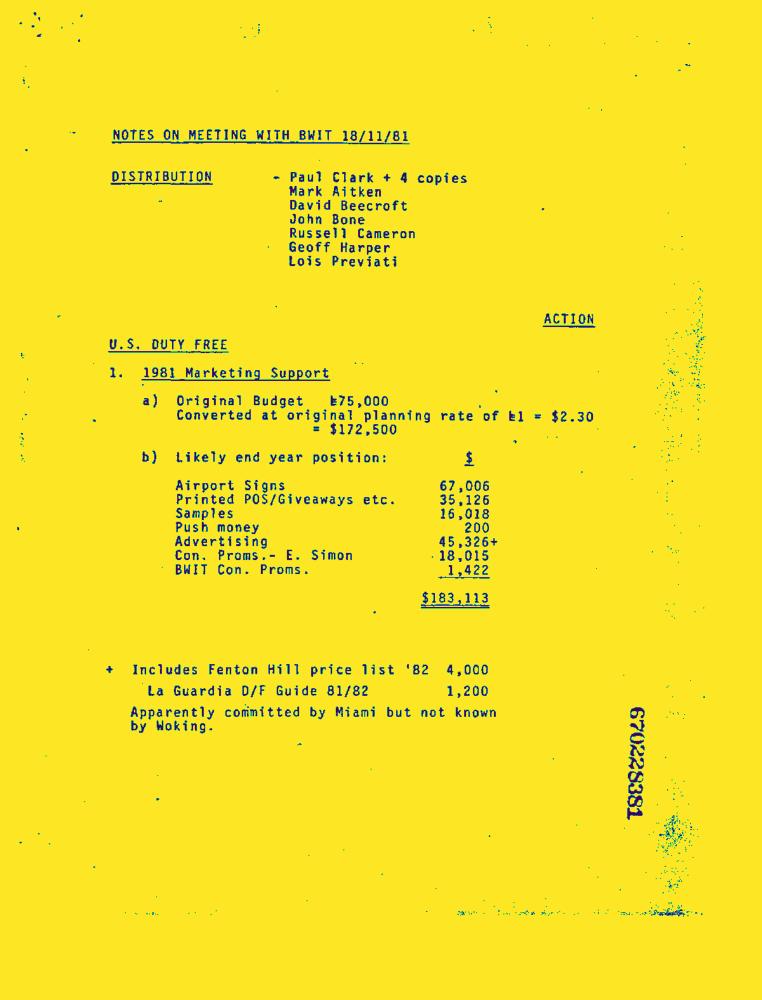 NOTES ON MEETING WITH BWIT 18/11/81
DISTRIBUTION - Paul Clark + 4 copies
Mark Aitken
David Beecroft
John Bone
Russell Cameron
Geoff Harper
Lois Previati
ACTION
U.S. DUTY FREE
1. 1981 Marketing Support
a) Original Budget £75,000
Converted at original planning rate of £1 = $2.30
= $172,500
b) Likely end year position: $
Airport Signs 67,006
Printed POS/Giveaways etc. 35,126
Samples 16,018
Push money 200
Advertising 45,326+
Con. Proms.- E. Simon 18,015
BWIT Con. Proms. 1,422
$183,113
+ Includes Fenton Hill price list '82 4,000
La Guardia D/F Guide 81/82 1,200
Apparently committed by Miami but not known
by Woking.
670228381